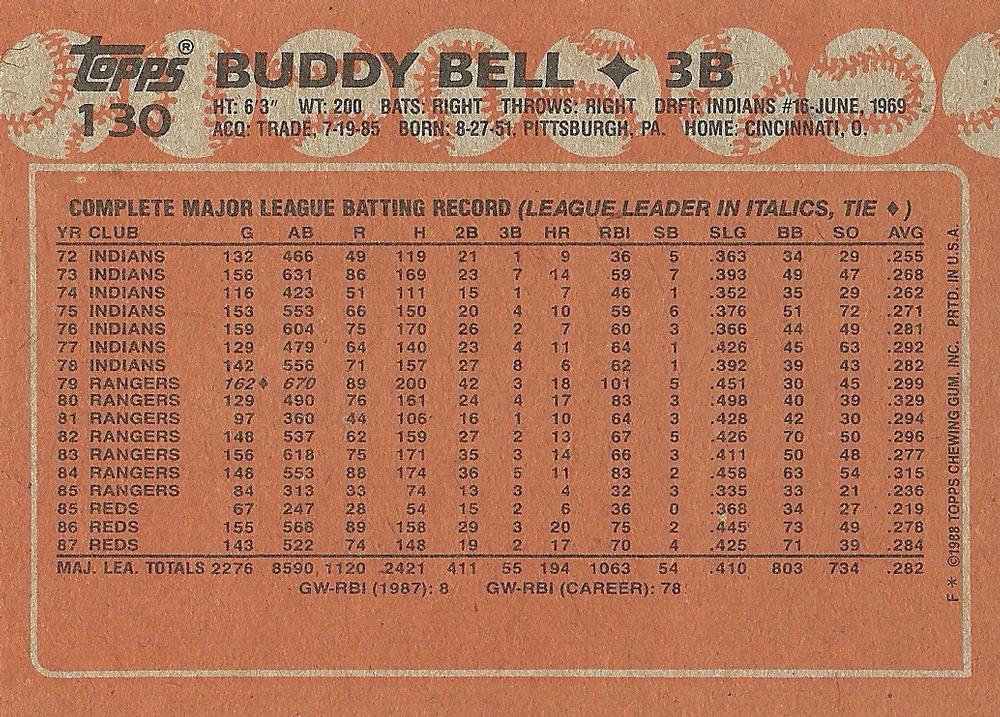 topps® BUDDY BELL ✦ 3B
130 HT: 6'3" WT: 200 BATS: RIGHT THROWS: RIGHT DRFT: INDIANS #16-JUNE, 1969
ACQ: TRADE, 7-19-85 BORN: 8-27-51, PITTSBURGH, PA. HOME: CINCINNATI, O.
COMPLETE MAJOR LEAGUE BATTING RECORD (LEAGUE LEADER IN ITALICS, TIE ♦)
YR CLUB G AB R H 2B 3B HR RBI SB SLG BB SO AVG
72 INDIANS 132 466 49 119 21 1 9 36 5 .363 34 29 .255
73 INDIANS 156 631 86 169 23 7 14 59 7 .393 49 47 .268
74 INDIANS 116 423 51 111 15 1 7 46 1 .352 35 29 .262
75 INDIANS 153 553 66 150 20 4 10 59 6 .376 51 72 .271
76 INDIANS 159 604 75 170 26 2 7 60 3 .366 44 49 .281
77 INDIANS 129 479 64 140 23 4 11 64 1 .426 45 63 .292
78 INDIANS 142 556 71 157 27 8 6 62 1 .392 39 43 .282
79 RANGERS 162♦ 670 89 200 42 3 18 101 5 .451 30 45 .299
80 RANGERS 129 490 76 161 24 4 17 83 3 .498 40 39 .329
81 RANGERS 97 360 44 106 16 1 10 64 3 .428 42 30 .294
82 RANGERS 148 537 62 159 27 2 13 67 5 .426 70 50 .296
83 RANGERS 156 618 75 171 35 3 14 66 3 .411 50 48 .277
84 RANGERS 148 553 88 174 36 5 11 83 2 .458 63 54 .315
85 RANGERS 84 313 33 74 13 3 4 32 3 .335 33 21 .236
85 REDS 67 247 28 54 15 2 6 36 0 .368 34 27 .219
86 REDS 155 568 89 158 29 3 20 75 2 .445 73 49 .278
87 REDS 143 522 74 148 19 2 17 70 4 .425 71 39 .284
MAJ. LEA. TOTALS 2276 8590 1120 2421 411 55 194 1063 54 .410 803 734 .282
GW-RBI (1987): 8 GW-RBI (CAREER): 78
F * ©1988 TOPPS CHEWING GUM, INC. PRTD. IN U.S.A.